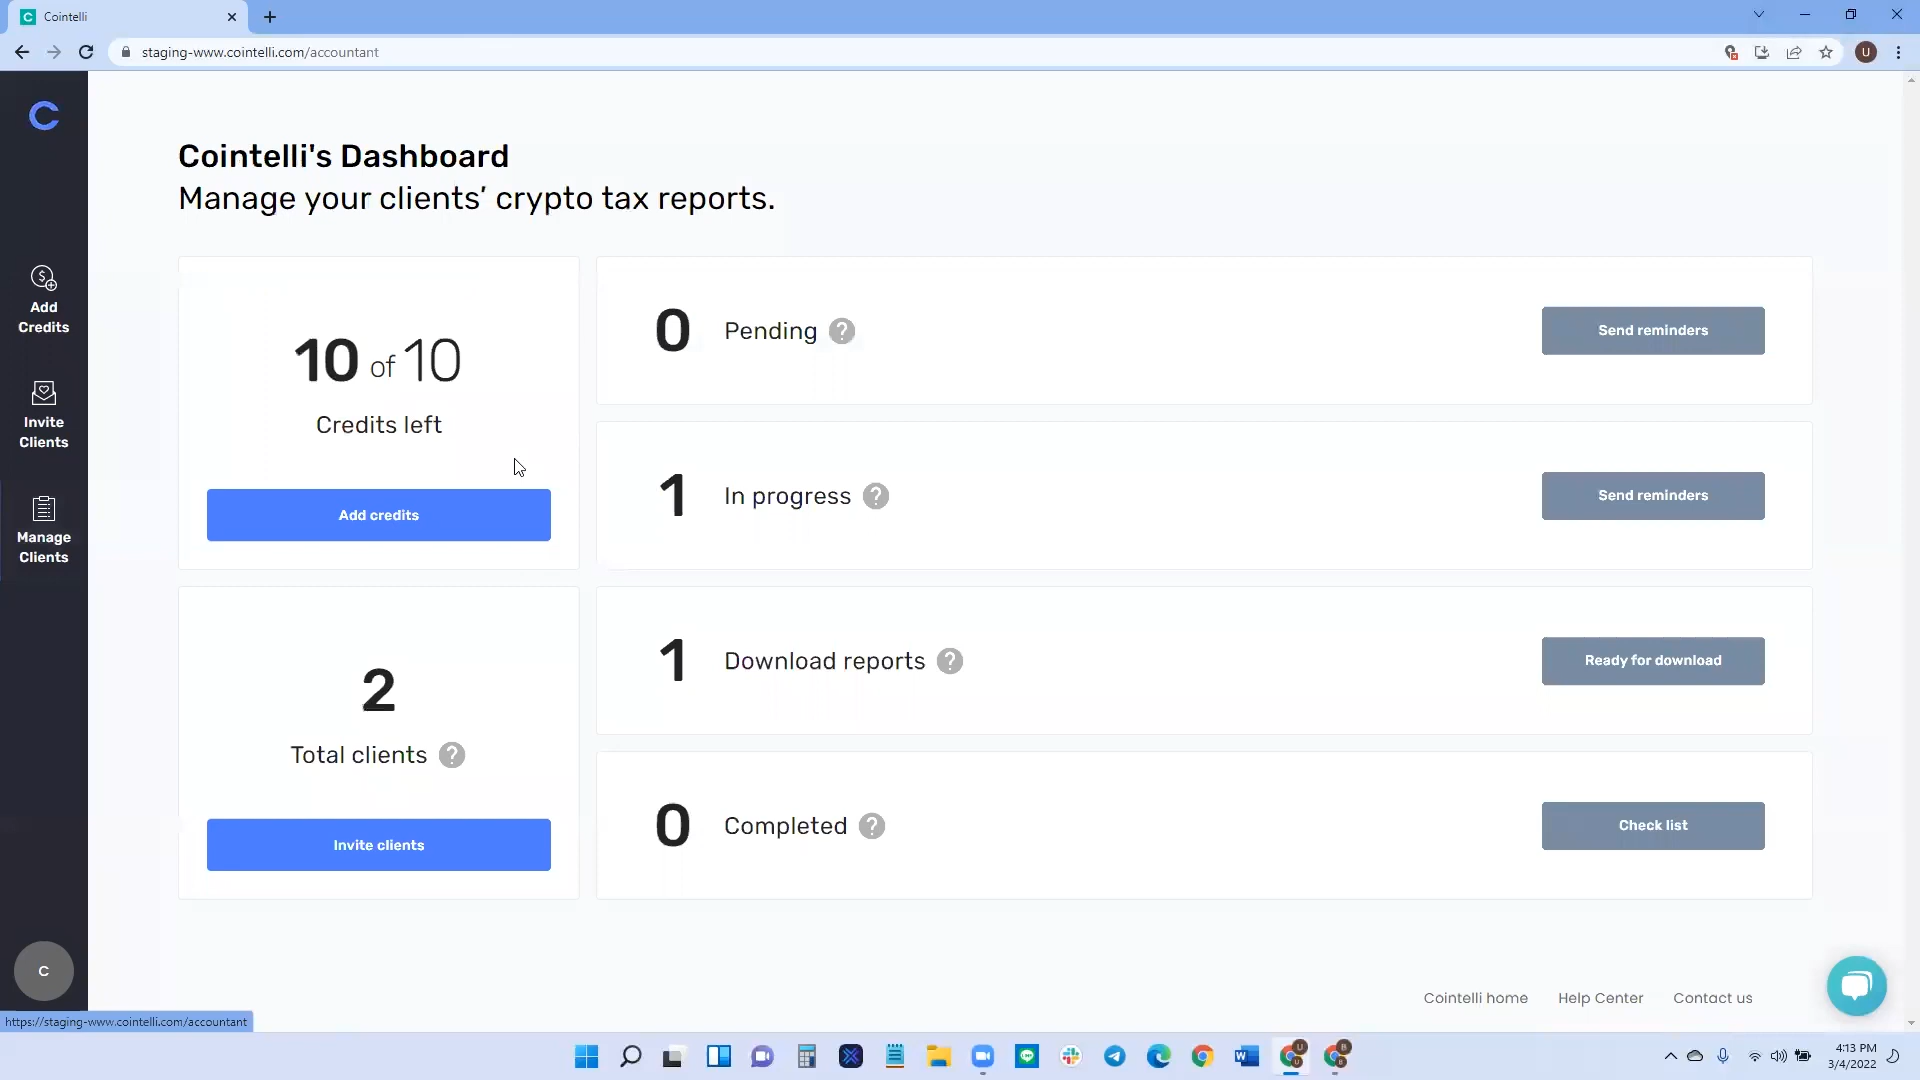 Cointelli
staging-www.cointelli.com/accountant
U
C
Cointelli's Dashboard
Manage your clients’ crypto tax reports.
Add
Credits
Invite
Clients
Manage
Clients
10 of 10
Credits left
Add credits
2
Total clients ?
Invite clients
0 Pending ?
Send reminders
1 In progress ?
Send reminders
1 Download reports ?
Ready for download
0 Completed ?
Check list
C
Cointelli home Help Center Contact us
https://staging-www.cointelli.com/accountant
4:13 PM
3/4/2022